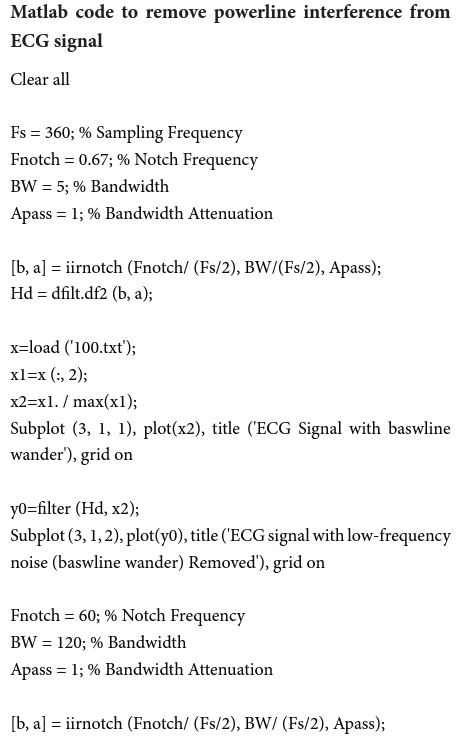 Matlab code to remove powerline interference from
ECG signal
Clear all
Fs = 360; % Sampling Frequency
Fnotch = 0.67; % Notch Frequency
BW = 5; % Bandwidth
Apass = 1; % Bandwidth Attenuation
[b, a] = iirnotch (Fnotch/ (Fs/2), BW/(Fs/2), Apass);
Hd = dfilt.df2 (b, a);
x=load ('100.txt');
x1=x (:, 2);
x2=x1. / max(x1);
Subplot (3, 1, 1), plot(x2), title ('ECG Signal with baswline
wander'), grid on
y0=filter (Hd, x2);
Subplot (3, 1, 2), plot(y0), title ('ECG signal with low-frequency
noise (baswline wander) Removed'), grid on
Fnotch = 60; % Notch Frequency
BW = 120; % Bandwidth
Apass = 1; % Bandwidth Attenuation
[b, a] = iirnotch (Fnotch/ (Fs/2), BW/ (Fs/2), Apass);